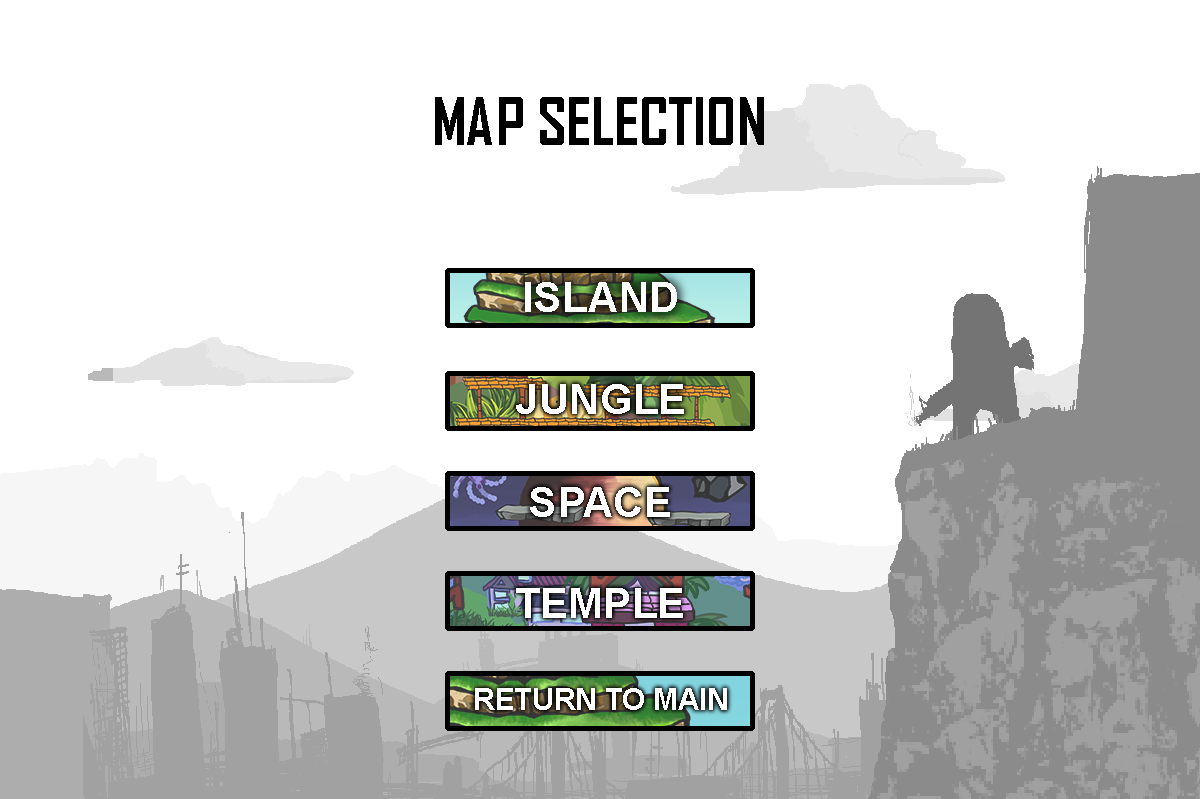 MAP SELECTION
ISLAND
JUNGLE
SPACE
TEMPLE
RETURN TO MAIN